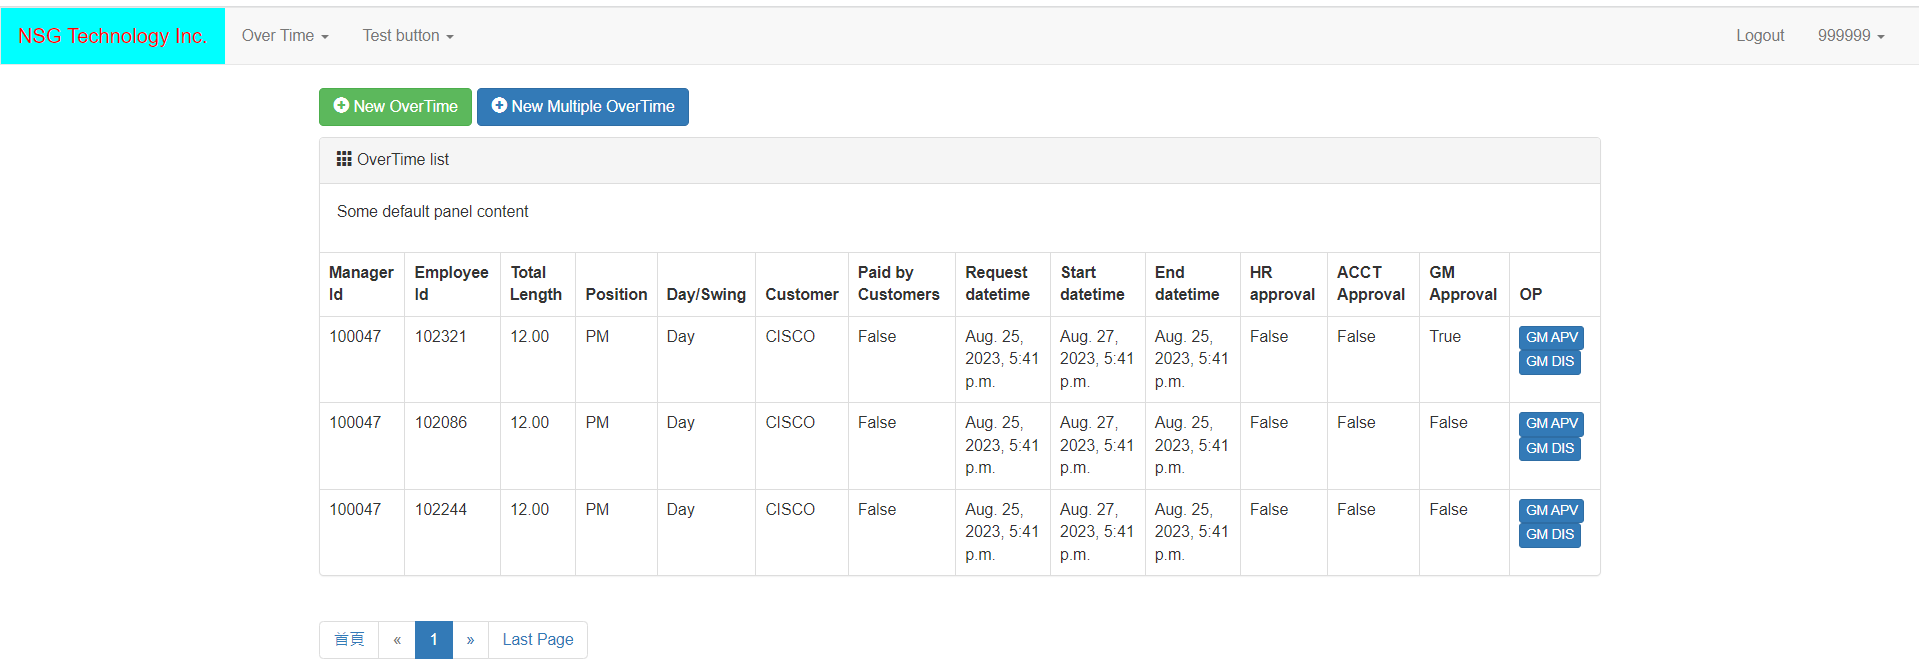 NSG Technology Inc. Over Time Test button Logout 999999
New OverTime New Multiple OverTime
OverTime list
Some default panel content
Manager Id Employee Id Total Length Position Day/Swing Customer Paid by Customers Request datetime Start datetime End datetime HR approval ACCT Approval GM Approval OP
100047 102321 12.00 PM Day CISCO False Aug. 25, 2023, 5:41 p.m. Aug. 27, 2023, 5:41 p.m. Aug. 25, 2023, 5:41 p.m. False False True GM APV GM DIS
100047 102086 12.00 PM Day CISCO False Aug. 25, 2023, 5:41 p.m. Aug. 27, 2023, 5:41 p.m. Aug. 25, 2023, 5:41 p.m. False False False GM APV GM DIS
100047 102244 12.00 PM Day CISCO False Aug. 25, 2023, 5:41 p.m. Aug. 27, 2023, 5:41 p.m. Aug. 25, 2023, 5:41 p.m. False False False GM APV GM DIS
首頁 « 1 » Last Page